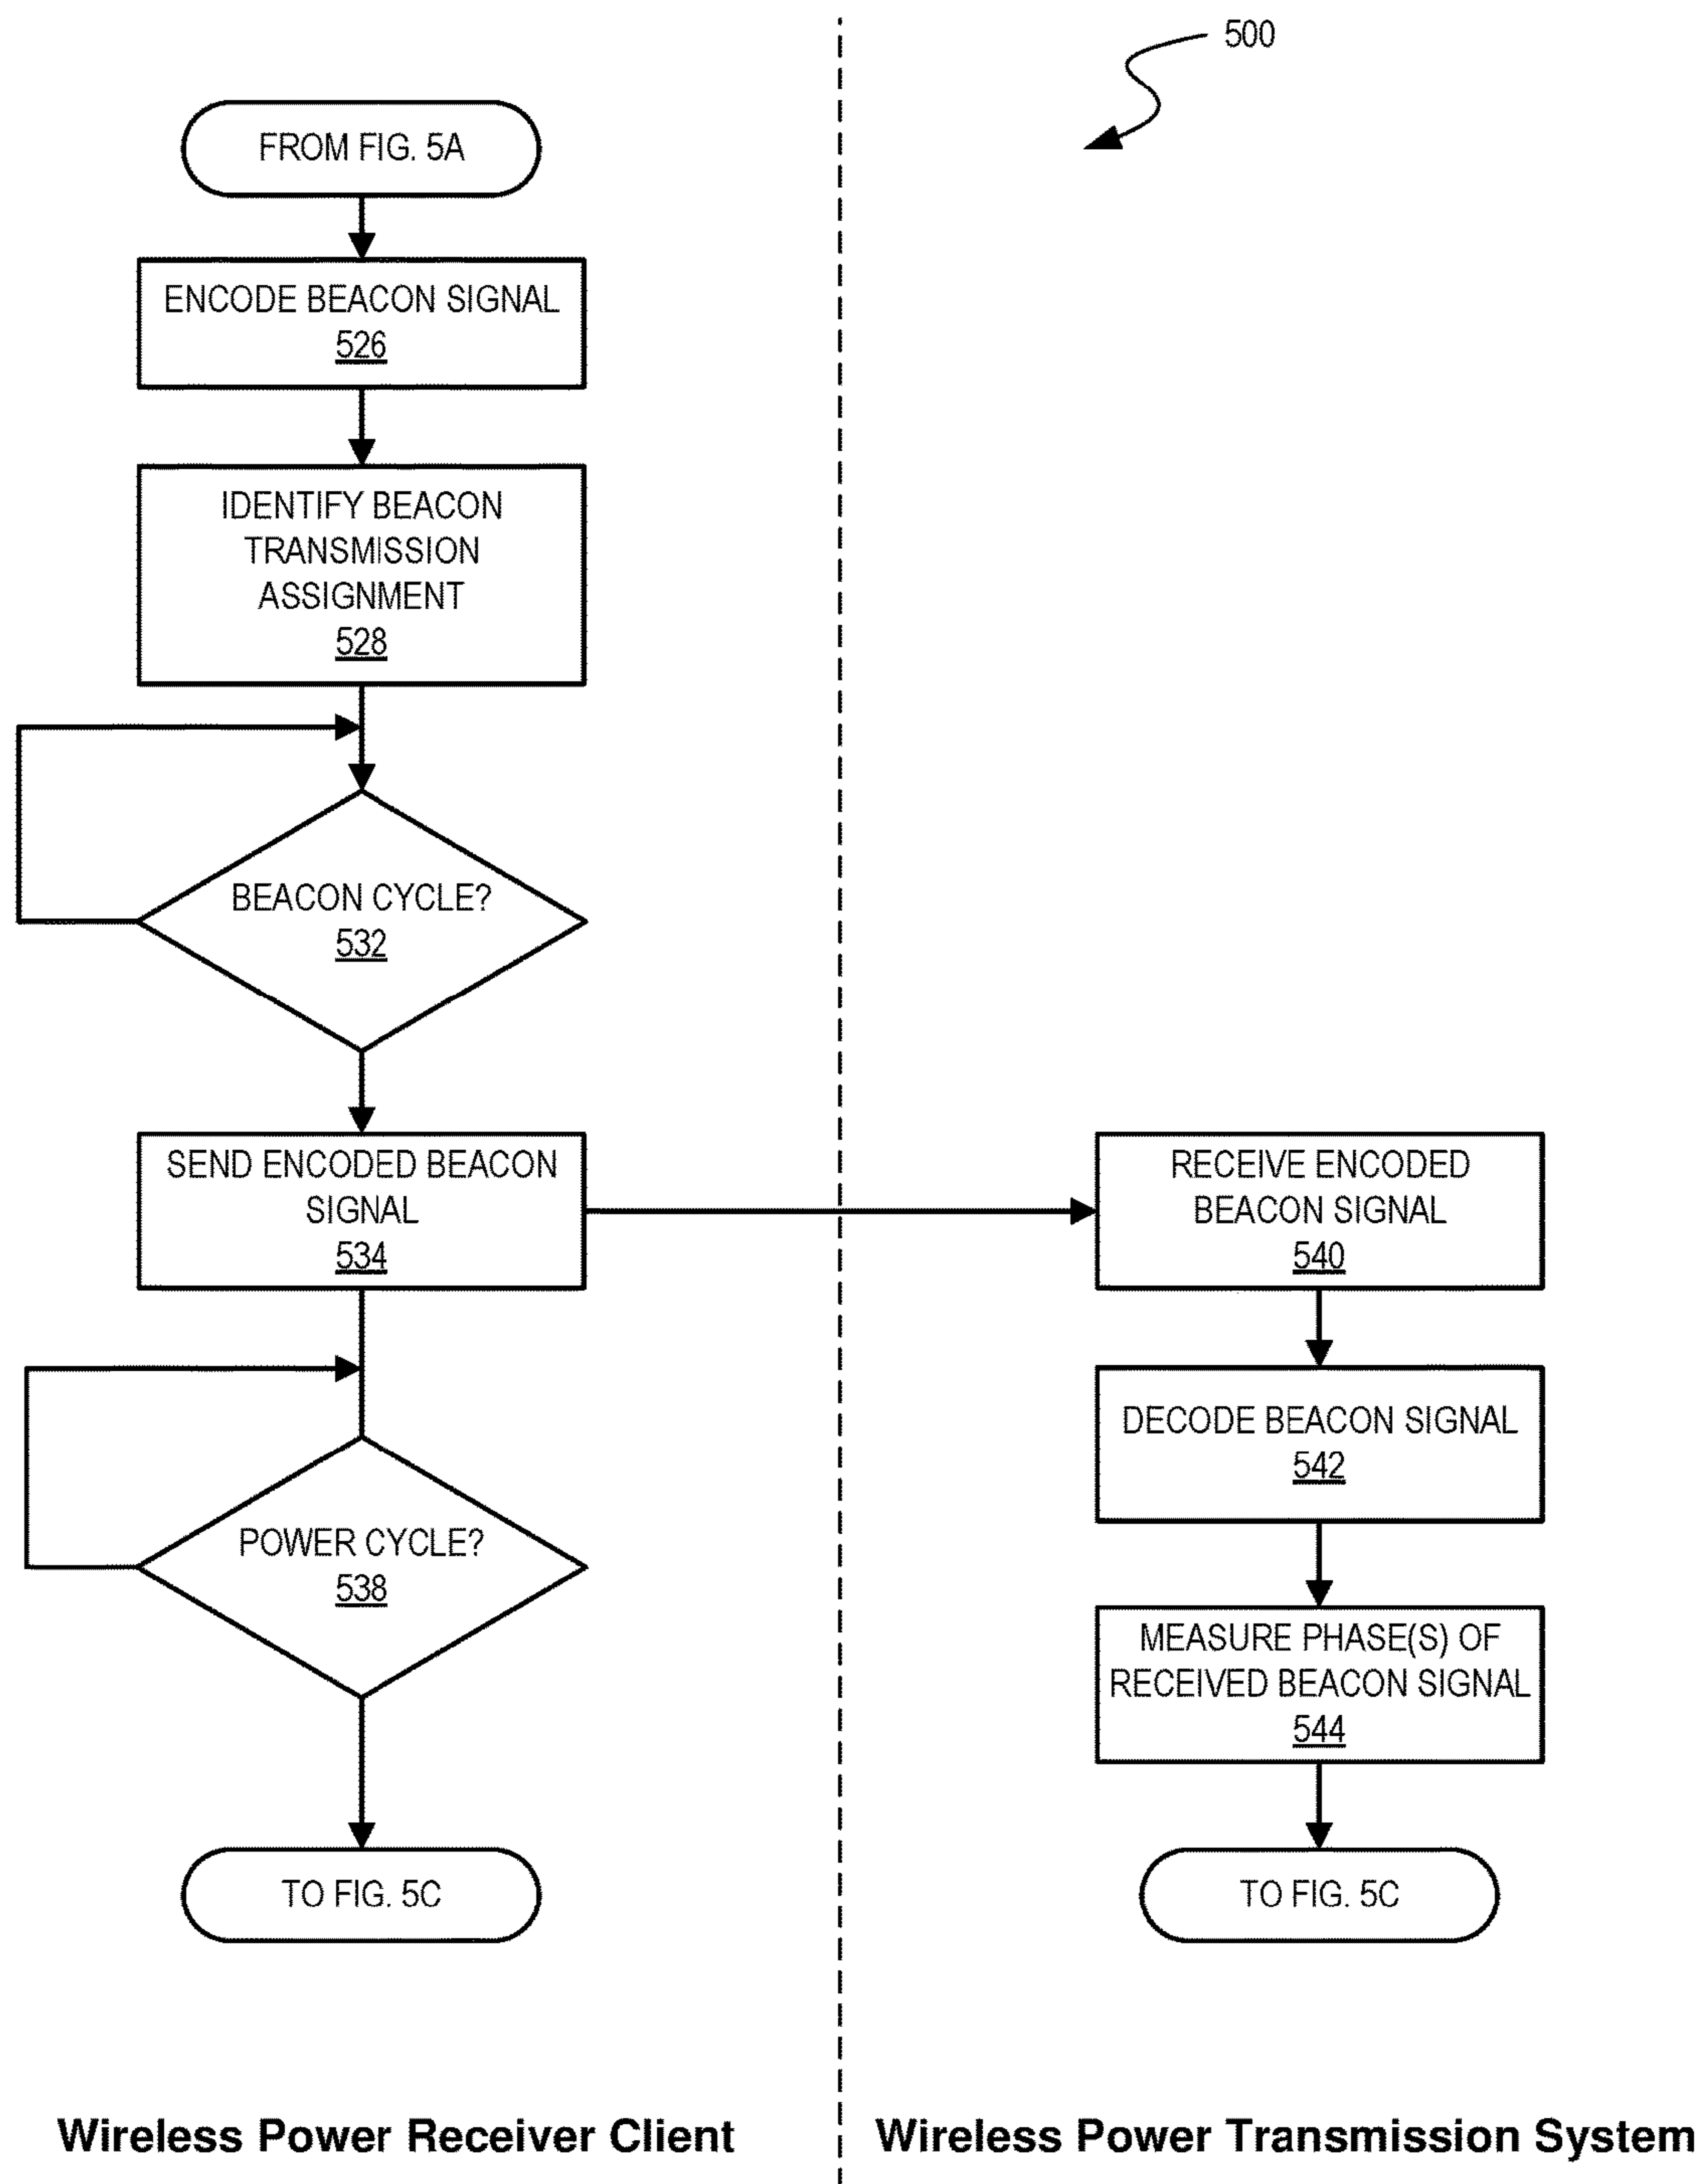 500
FROM FIG. 5A
ENCODE BEACON SIGNAL
526
IDENTIFY BEACON
TRANSMISSION
ASSIGNMENT
528
BEACON CYCLE?
532
SEND ENCODED BEACON
SIGNAL
534
POWER CYCLE?
538
TO FIG. 5C
RECEIVE ENCODED
BEACON SIGNAL
540
DECODE BEACON SIGNAL
542
MEASURE PHASE(S) OF
RECEIVED BEACON SIGNAL
544
TO FIG. 5C
Wireless Power Receiver Client
Wireless Power Transmission System